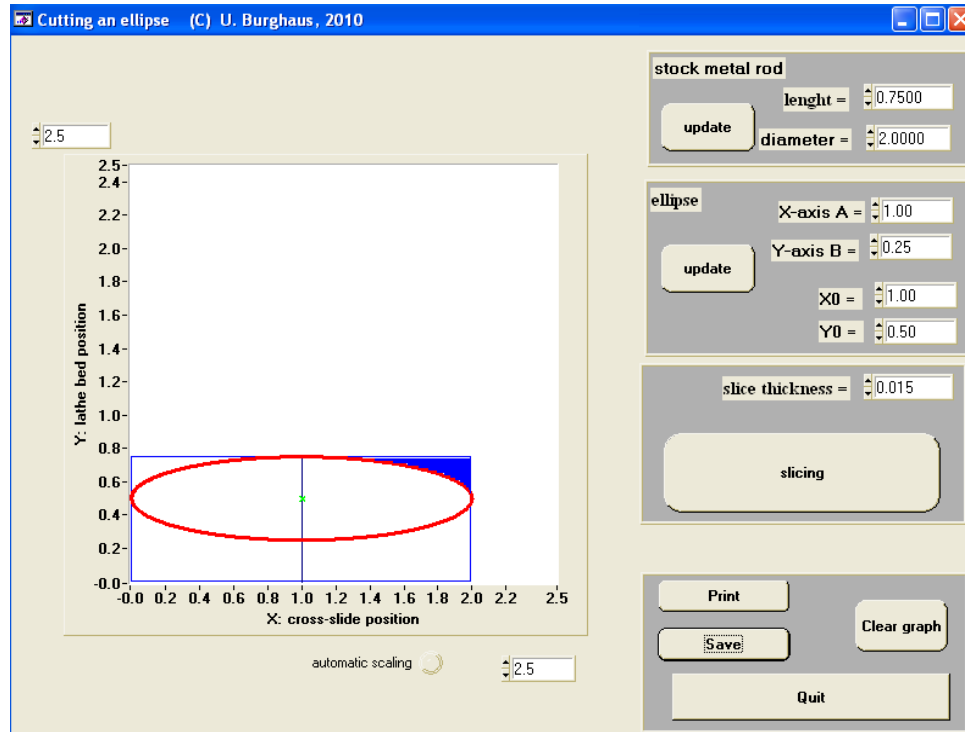 Cutting an ellipse (C) U. Burghaus, 2010
2.5
2.5
2.4
2.2
2.0
1.8
1.6
1.4
1.2
1.0
0.8
0.6
0.4
0.2
-0.0
Y: lathe bed position
-0.0 0.2 0.4 0.6 0.8 1.0 1.2 1.4 1.6 1.8 2.0 2.2 2.5
X: cross-slide position
automatic scaling
2.5
stock metal rod
lenght = 0.7500
update
diameter = 2.0000
ellipse
X-axis A = 1.00
Y-axis B = 0.25
update
X0 = 1.00
Y0 = 0.50
slice thickness = 0.015
slicing
Print
Save
Clear graph
Quit